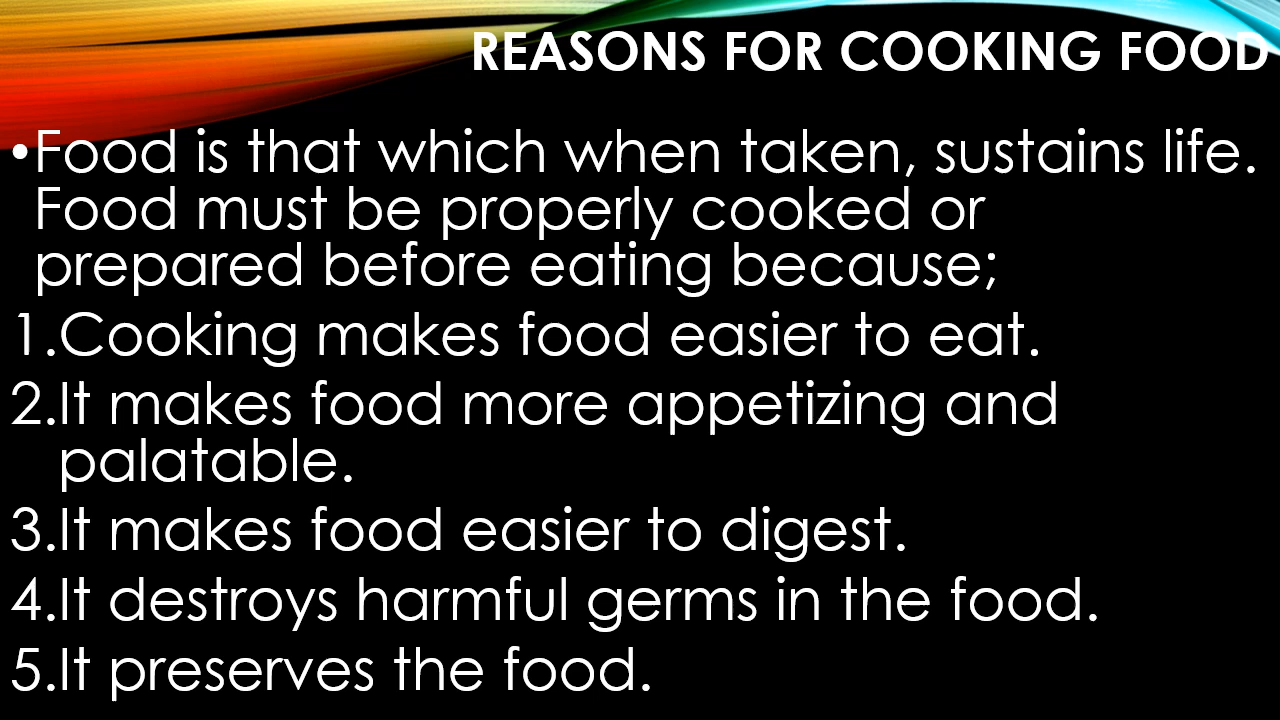 REASONS FOR COOKING FOOD
•Food is that which when taken, sustains life.
Food must be properly cooked or
prepared before eating because;
1.Cooking makes food easier to eat.
2.It makes food more appetizing and
palatable.
3.It makes food easier to digest.
4.It destroys harmful germs in the food.
5.It preserves the food.